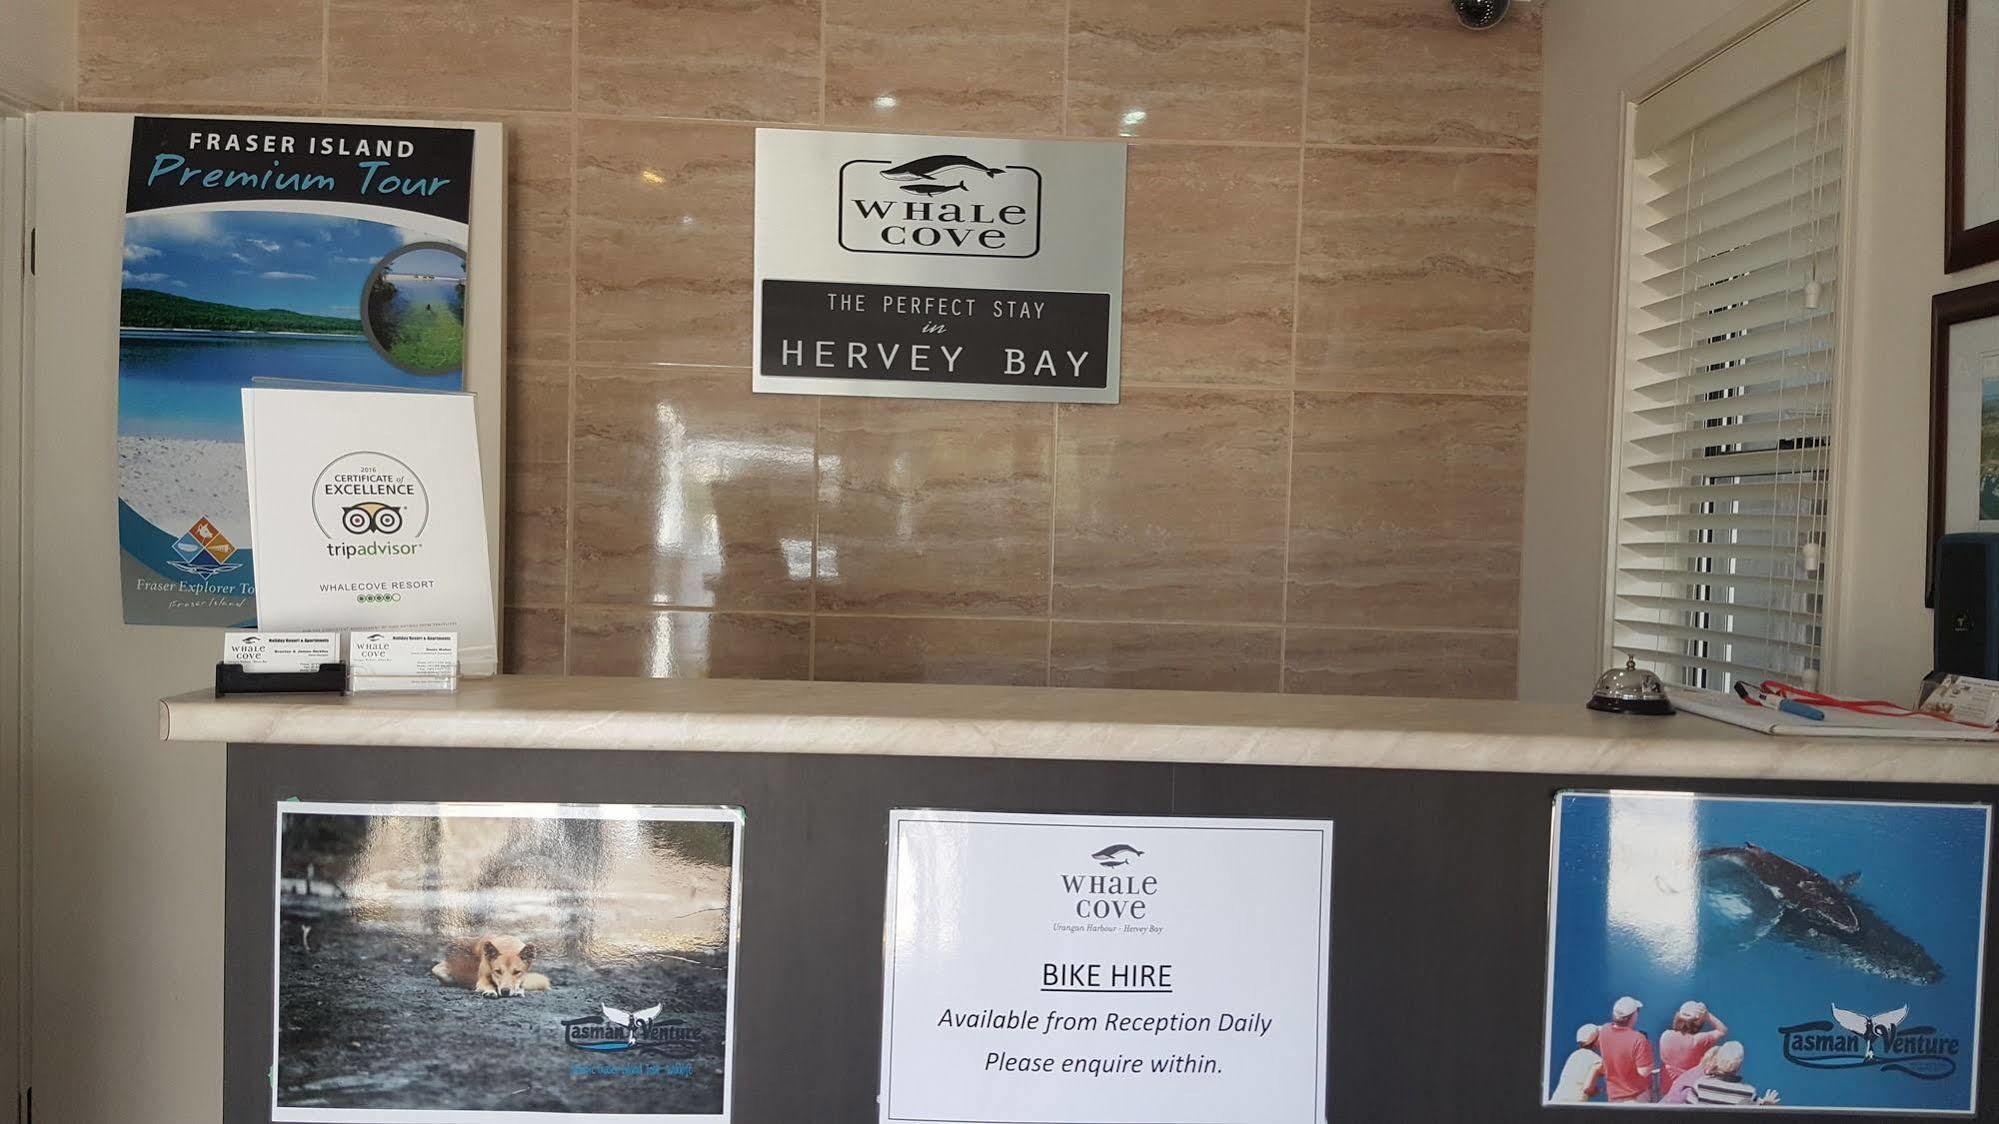 FRASER ISLAND
Premium Tour
Fraser Explorer To
Fraser Island
2016
CERTIFICATE of
EXCELLENCE
tripadvisor
WHALECOVE RESORT
WHALE
COVE
THE PERFECT STAY
in
HERVEY BAY
WHALE
COVE
Holiday Resort & Apartments
WHALE
COVE
Holiday Resort & Apartments
Tasman Venture
WHALE
COVE
Urangan Harbour - Hervey Bay
BIKE HIRE
Available from Reception Daily
Please enquire within.
Tasman Venture